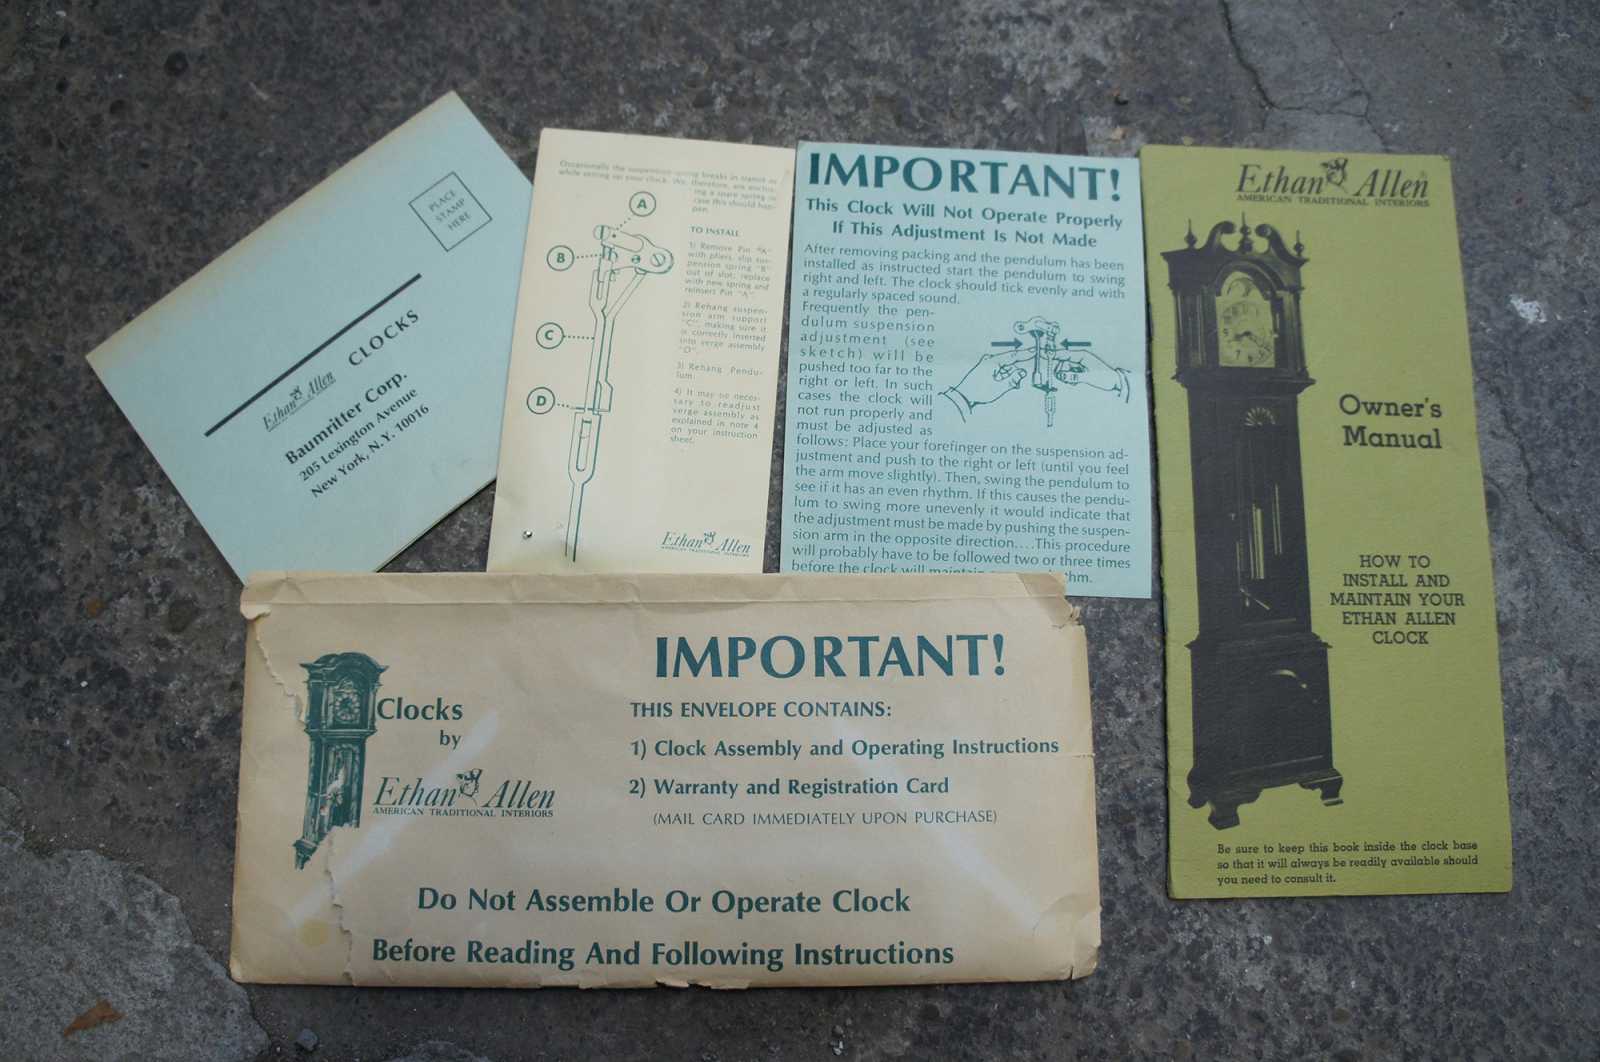 PLACE
STAMP
HERE
Ethan Allen CLOCKS
Baumritter Corp.
205 Lexington Avenue
New York, N.Y. 10016
Occasionally the suspension spring breaks in transit or
while setting up your clock. We, therefore, are enclos-
ing a spare spring in
case this should hap-
pen.
TO INSTALL
1) Remove Pin "A"
with pliers, slip sus-
pension spring "B"
out of slot, replace
with new spring and
reinsert Pin "A".
2) Rehang suspen-
sion arm support
"C", making sure it
is correctly inserted
into verge assembly
"D".
3) Rehang Pendu-
lum.
4) It may be neces-
sary to readjust
verge assembly as
explained in note 4
on your instruction
sheet.
A
B
C
D
Ethan Allen
AMERICAN TRADITIONAL INTERIORS
IMPORTANT!
This Clock Will Not Operate Properly
If This Adjustment Is Not Made
After removing packing and the pendulum has been
installed as instructed start the pendulum to swing
right and left. The clock should tick evenly and with
a regularly spaced sound.
Frequently the pen-
dulum suspension
adjustment (see
sketch) will be
pushed too far to the
right or left. In such
cases the clock will
not run properly and
must be adjusted as
follows: Place your forefinger on the suspension ad-
justment and push to the right or left (until you feel
the arm move slightly). Then, swing the pendulum to
see if it has an even rhythm. If this causes the pendu-
lum to swing more unevenly it would indicate that
the adjustment must be made by pushing the suspen-
sion arm in the opposite direction....This procedure
will probably have to be followed two or three times
before the clock will maintain
Ethan Allen
AMERICAN TRADITIONAL INTERIORS
Owner's
Manual
HOW TO
INSTALL AND
MAINTAIN YOUR
ETHAN ALLEN
CLOCK
Be sure to keep this book inside the clock base
so that it will always be readily available should
you need to consult it.
Clocks
by
Ethan Allen
AMERICAN TRADITIONAL INTERIORS
IMPORTANT!
THIS ENVELOPE CONTAINS:
1) Clock Assembly and Operating Instructions
2) Warranty and Registration Card
(MAIL CARD IMMEDIATELY UPON PURCHASE)
Do Not Assemble Or Operate Clock
Before Reading And Following Instructions